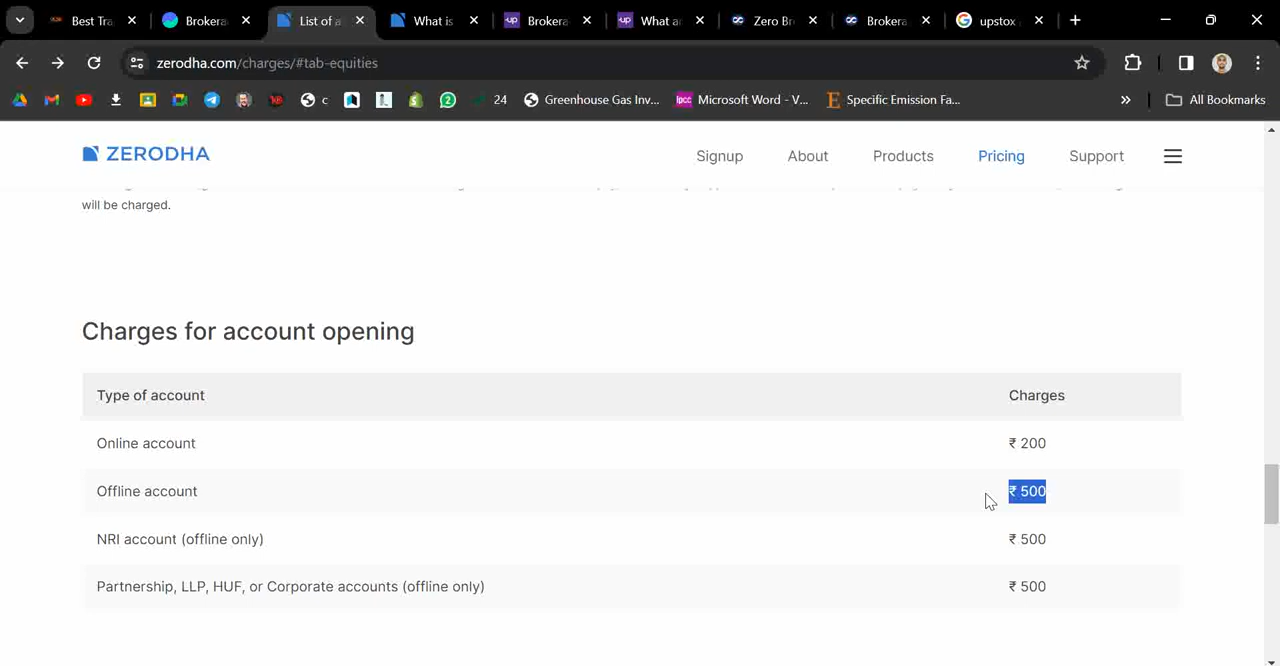 Best Tra
Brokera
List of a
What is
Brokera
What a
Zero Br
Brokera
upstox
zerodha.com/charges/#tab-equities
c
24
Greenhouse Gas Inv...
Microsoft Word - V...
Specific Emission Fa...
All Bookmarks
ZERODHA
Signup
About
Products
Pricing
Support
will be charged.
Charges for account opening
Type of account
Charges
Online account
₹ 200
Offline account
₹ 500
NRI account (offline only)
₹ 500
Partnership, LLP, HUF, or Corporate accounts (offline only)
₹ 500